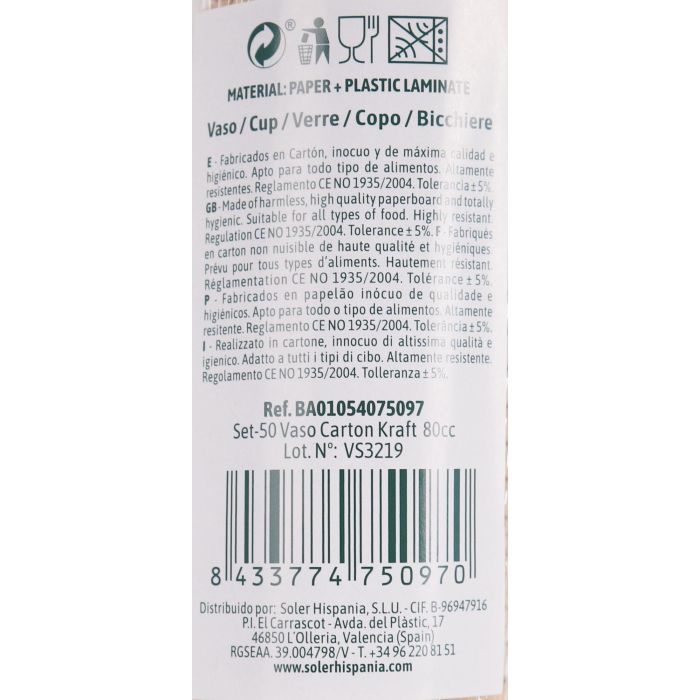 ®
MATERIAL: PAPER + PLASTIC LAMINATE
Vaso / Cup / Verre / Copo / Bicchiere
E - Fabricados en Cartón, inocuo y de máxima calidad e
higiénico. Apto para todo tipo de alimentos. Altamente
resistentes. Reglamento CE NO 1935/2004. Tolerancia ± 5%.
GB - Made of harmless, high quality paperboard and totally
hygienic. Suitable for all types of food. Highly resistant.
Regulation CE NO 1935/2004. Tolerance ± 5%. F - Fabriqués
en carton non nuisible de haute qualité et hygiéniques.
Prévu pour tous types d'aliments. Hautement résistant.
Réglamentation CE NO 1935/2004. Tolérance ± 5%.
P - Fabricados en papelão inócuo de qualidade e
higiénicos. Apto para todo o tipo de alimentos. Altamente
resitente. Reglamento CE NO 1935/2004. Tolerância ± 5%.
I - Realizzato in cartone, innocuo di altissima qualità e
igienico. Adatto a tutti i tipi di cibo. Altamente resistente.
Regolamento CE NO 1935/2004. Tolleranza ± 5%.
Ref. BA01054075097
Set-50 Vaso Carton Kraft 80cc
Lot. Nº: VS3219
8 433774 750970
Distribuido por: Soler Hispania, S.L.U. - CIF. B-96947916
P.I. El Carrascot - Avda. del Plàstic, 17
46850 L'Olleria, Valencia (Spain)
RGSEAA. 39.004798/V - T. +34 96 220 81 51
www.solerhispania.com